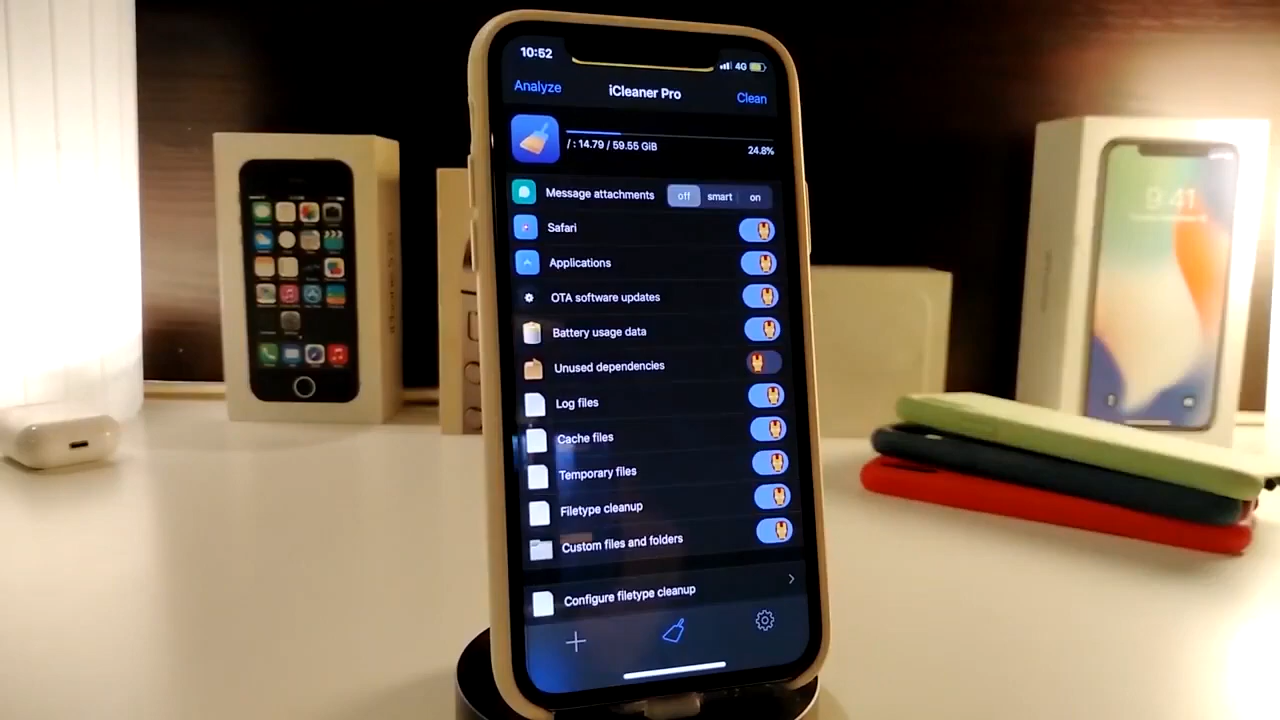 10:52
4G
Analyze
iCleaner Pro
Clean
/ : 14.79 / 59.55 GiB
24.8%
Message attachments off smart on
Safari
Applications
OTA software updates
Battery usage data
Unused dependencies
Log files
Cache files
Temporary files
Filetype cleanup
Custom files and folders
Configure filetype cleanup
9:41